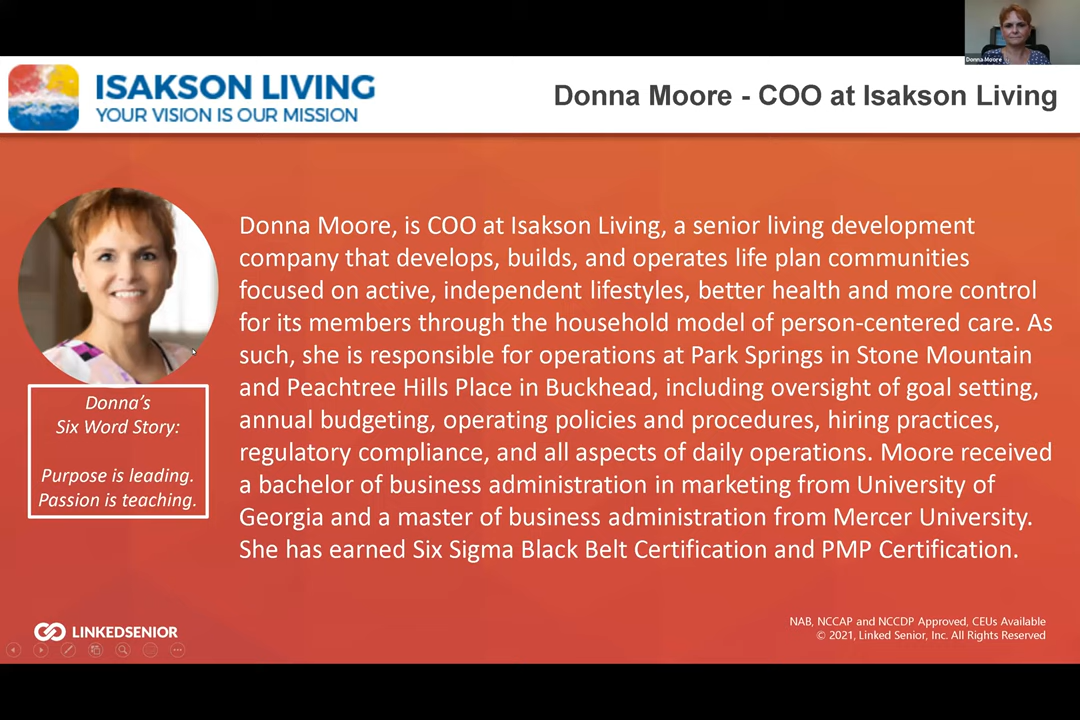 Donna Moore
ISAKSON LIVING
YOUR VISION IS OUR MISSION
Donna Moore - COO at Isakson Living
Donna Moore, is COO at Isakson Living, a senior living development
company that develops, builds, and operates life plan communities
focused on active, independent lifestyles, better health and more control
for its members through the household model of person-centered care. As
such, she is responsible for operations at Park Springs in Stone Mountain
and Peachtree Hills Place in Buckhead, including oversight of goal setting,
annual budgeting, operating policies and procedures, hiring practices,
regulatory compliance, and all aspects of daily operations. Moore received
a bachelor of business administration in marketing from University of
Georgia and a master of business administration from Mercer University.
She has earned Six Sigma Black Belt Certification and PMP Certification.
Donna’s
Six Word Story:
Purpose is leading.
Passion is teaching.
LINKEDSENIOR
NAB, NCCAP and NCCDP Approved, CEUs Available
© 2021, Linked Senior, Inc. All Rights Reserved